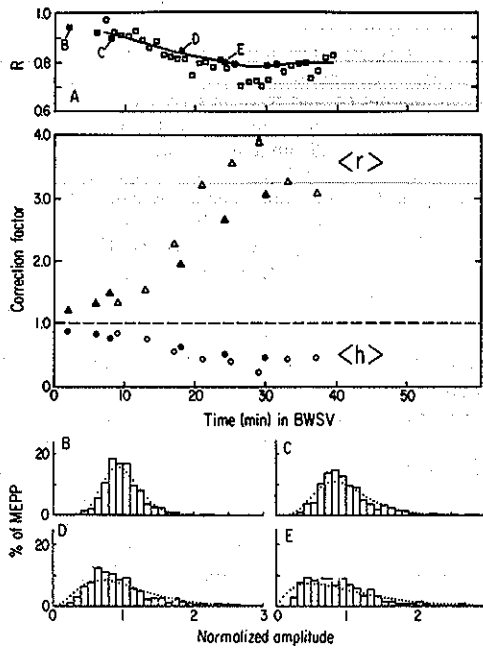 1.0
R
0.8
0.6
A
B
C
D
E
4.0
3.0
2.0
1.0
0
Correction factor
<r>
<h>
0 10 20 30 40 50
Time (min) in BWSV
% of MEPP
20
0
B
C
20
0
D
E
0 1 2 3 0 1 2
Normalized amplitude